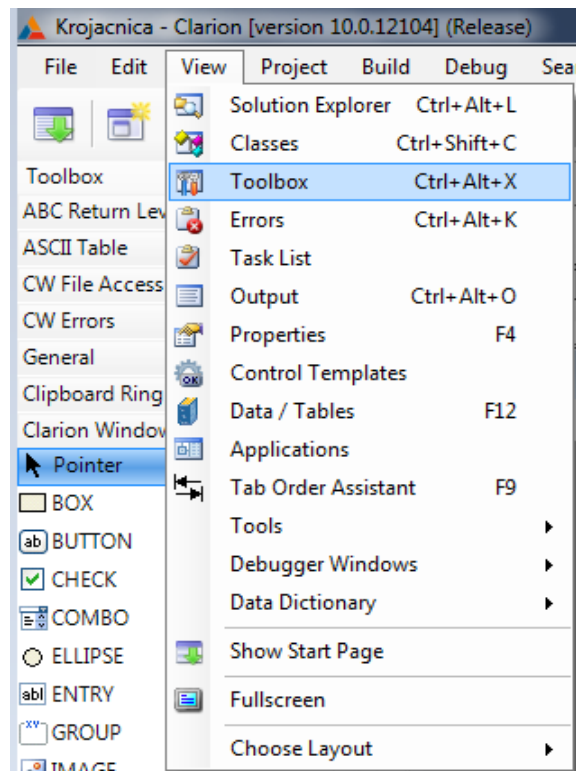 Krojacnica - Clarion [version 10.0.12104] (Release)
File Edit View Project Build Debug Sea
Toolbox
ABC Return Lev
ASCII Table
CW File Access
CW Errors
General
Clipboard Ring
Clarion Window
Pointer
BOX
BUTTON
CHECK
COMBO
ELLIPSE
ENTRY
GROUP
IMAGE
Solution Explorer Ctrl+Alt+L
Classes Ctrl+Shift+C
Toolbox Ctrl+Alt+X
Errors Ctrl+Alt+K
Task List
Output Ctrl+Alt+O
Properties F4
Control Templates
Data / Tables F12
Applications
Tab Order Assistant F9
Tools
Debugger Windows
Data Dictionary
Show Start Page
Fullscreen
Choose Layout